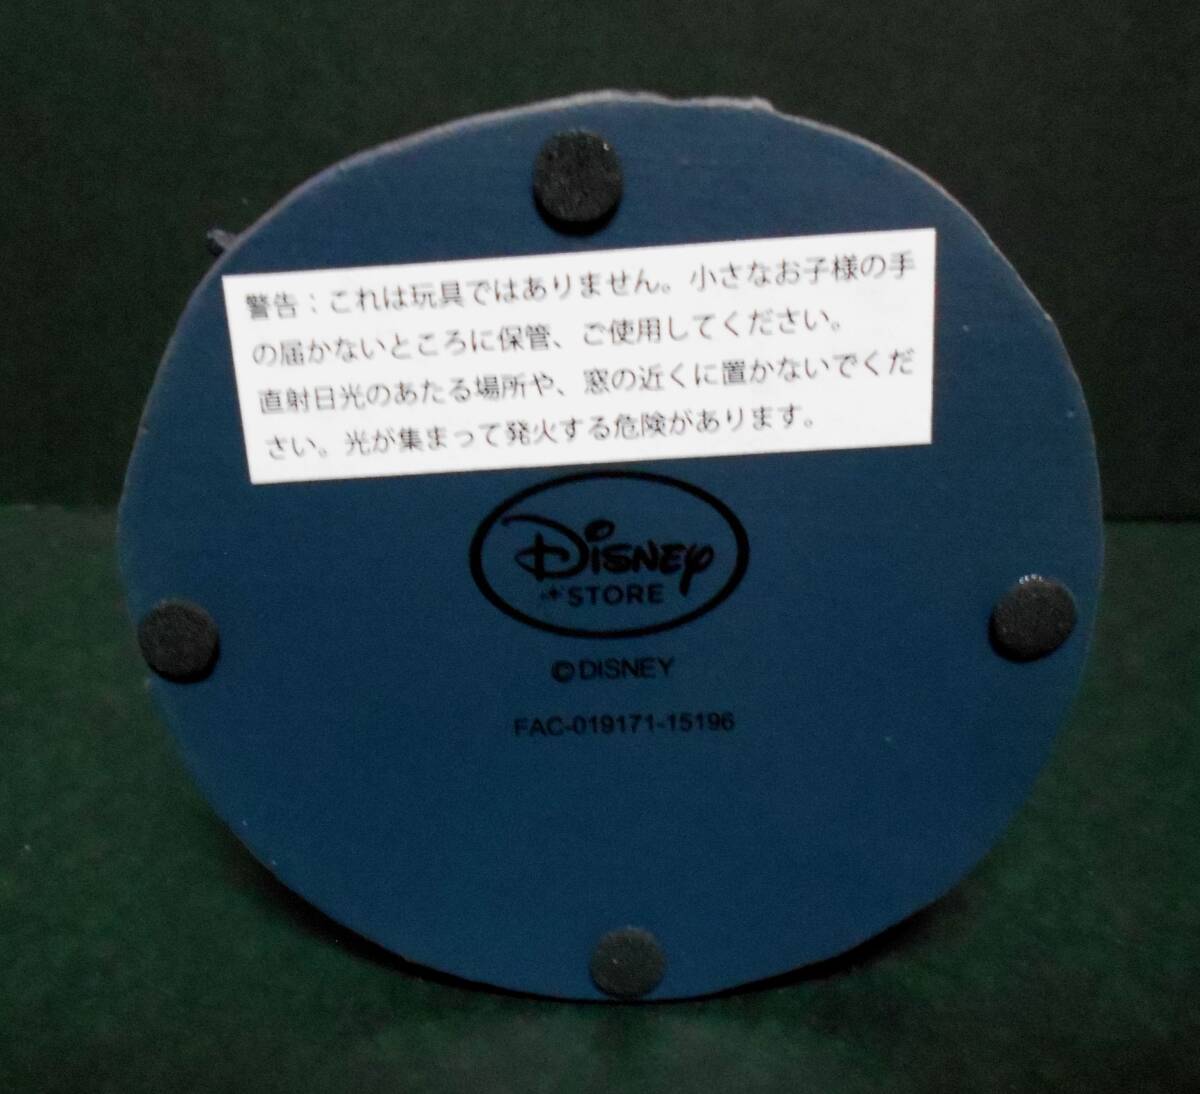 警告：これは玩具ではありません。小さなお子様の手
の届かないところに保管、ご使用してください。
直射日光のあたる場所や、窓の近くに置かないでくだ
さい。光が集まって発火する危険があります。
DISNEY
STORE
©DISNEY
FAC-019171-15196